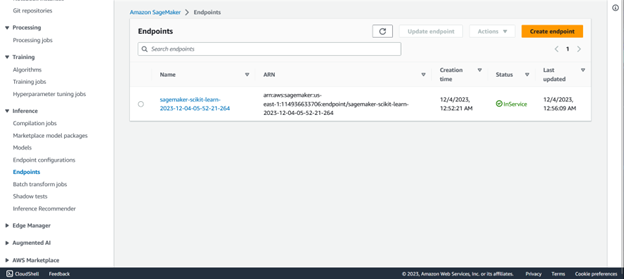 Git repositories
Processing
Processing jobs
Training
Algorithms
Training jobs
Hyperparameter tuning jobs
Inference
Compilation jobs
Marketplace model packages
Models
Endpoint configurations
Endpoints
Batch transform jobs
Shadow tests
Inference Recommender
Edge Manager
Augmented AI
AWS Marketplace
Amazon SageMaker > Endpoints
Endpoints
Update endpoint
Actions
Create endpoint
Search endpoints
1
Name
ARN
Creation
time
Status
Last
updated
sagemaker-scikit-learn-
2023-12-04-05-52-21-264
arn:aws:sagemaker:us-
east-1:114936633706:endpoint/sagemaker-scikit-learn-
2023-12-04-05-52-21-264
12/4/2023,
12:52:21 AM
InService
12/4/2023,
12:56:09 AM
CloudShell Feedback © 2023, Amazon Web Services, Inc. or its affiliates. Privacy Terms Cookie preferences